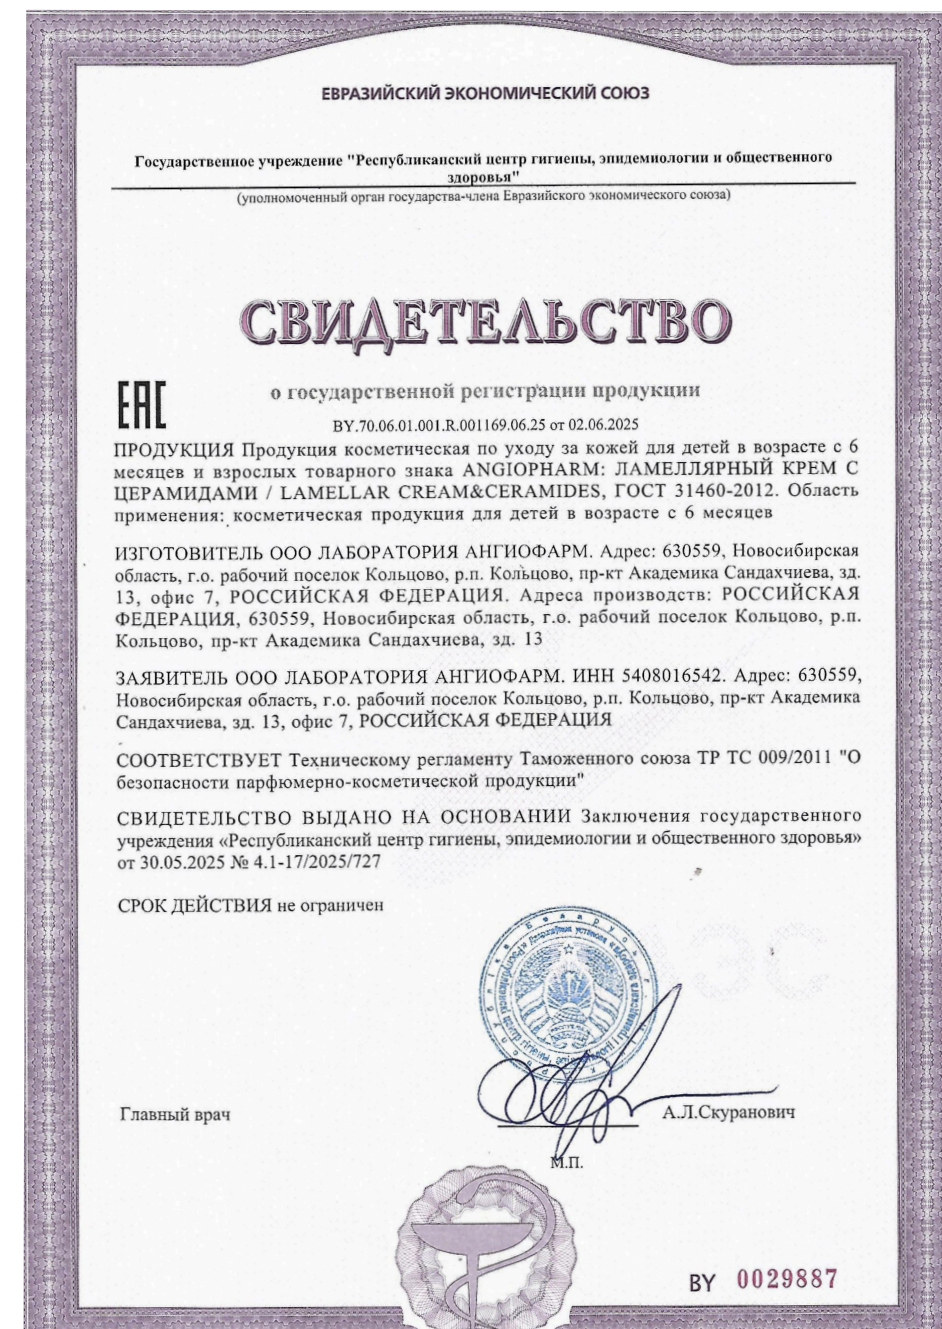 ЕВРАЗИЙСКИЙ ЭКОНОМИЧЕСКИЙ СОЮЗ
Государственное учреждение "Республиканский центр гигиены, эпидемиологии и общественного
здоровья"
(уполномоченный орган государства-члена Евразийского экономического союза)
СВИДЕТЕЛЬСТВО
EAC
о государственной регистрации продукции
BY.70.06.01.001.R.001169.06.25 от 02.06.2025
ПРОДУКЦИЯ Продукция косметическая по уходу за кожей для детей в возрасте с 6
месяцев и взрослых товарного знака ANGIOPHARM: ЛАМЕЛЛЯРНЫЙ КРЕМ С
ЦЕРАМИДАМИ / LAMELLAR CREAM&CERAMIDES, ГОСТ 31460-2012. Область
применения: косметическая продукция для детей в возрасте с 6 месяцев
ИЗГОТОВИТЕЛЬ ООО ЛАБОРАТОРИЯ АНГИОФАРМ. Адрес: 630559, Новосибирская
область, г.о. рабочий поселок Кольцово, р.п. Кольцово, пр-кт Академика Сандахчиева, зд.
13, офис 7, РОССИЙСКАЯ ФЕДЕРАЦИЯ. Адреса производств: РОССИЙСКАЯ
ФЕДЕРАЦИЯ, 630559, Новосибирская область, г.о. рабочий поселок Кольцово, р.п.
Кольцово, пр-кт Академика Сандахчиева, зд. 13
ЗАЯВИТЕЛЬ ООО ЛАБОРАТОРИЯ АНГИОФАРМ. ИНН 5408016542. Адрес: 630559,
Новосибирская область, г.о. рабочий поселок Кольцово, р.п. Кольцово, пр-кт Академика
Сандахчиева, зд. 13, офис 7, РОССИЙСКАЯ ФЕДЕРАЦИЯ
СООТВЕТСТВУЕТ Техническому регламенту Таможенного союза ТР ТС 009/2011 "О
безопасности парфюмерно-косметической продукции"
СВИДЕТЕЛЬСТВО ВЫДАНО НА ОСНОВАНИИ Заключения государственного
учреждения «Республиканский центр гигиены, эпидемиологии и общественного здоровья»
от 30.05.2025 № 4.1-17/2025/727
СРОК ДЕЙСТВИЯ не ограничен
Главный врач
А.Л.Скуранович
М.П.
BY 0029887